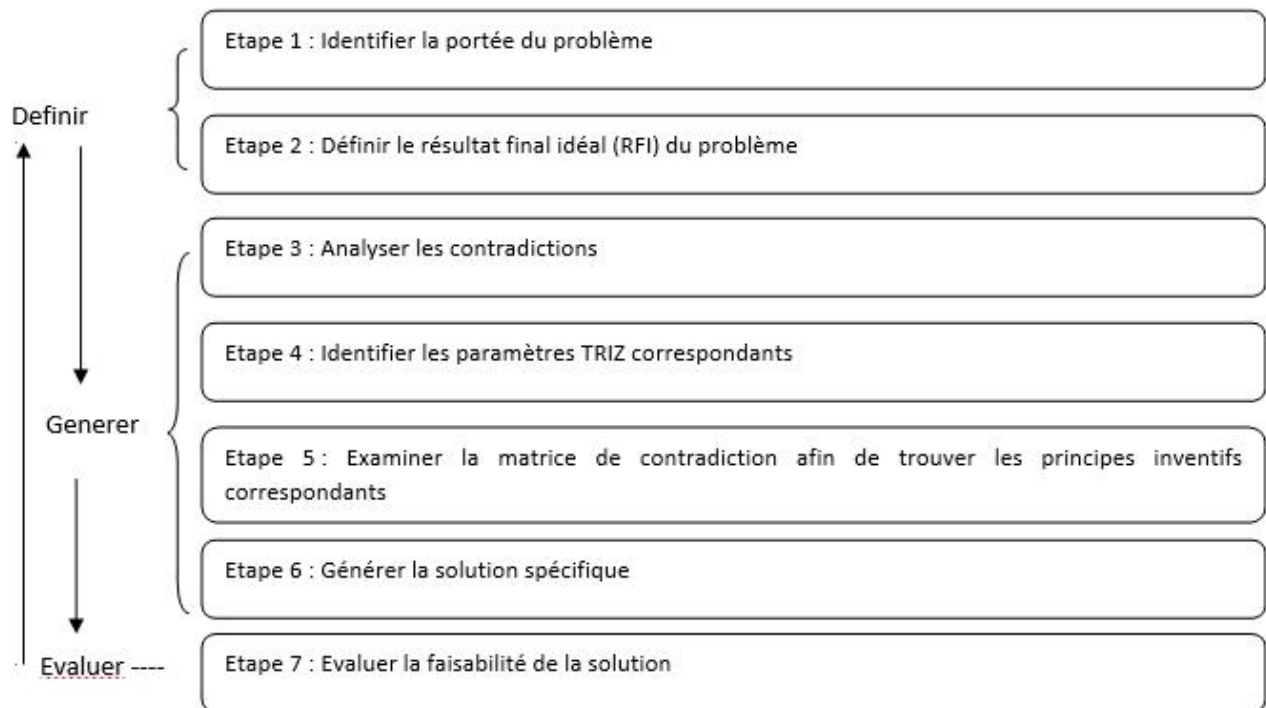 Etape 1 : Identifier la portée du problème
Definir
Etape 2 : Définir le résultat final idéal (RFI) du problème
Etape 3 : Analyser les contradictions
Etape 4 : Identifier les paramètres TRIZ correspondants
Generer
Etape 5 : Examiner la matrice de contradiction afin de trouver les principes inventifs
correspondants
Etape 6 : Générer la solution spécifique
Evaluer ----
Etape 7 : Evaluer la faisabilité de la solution